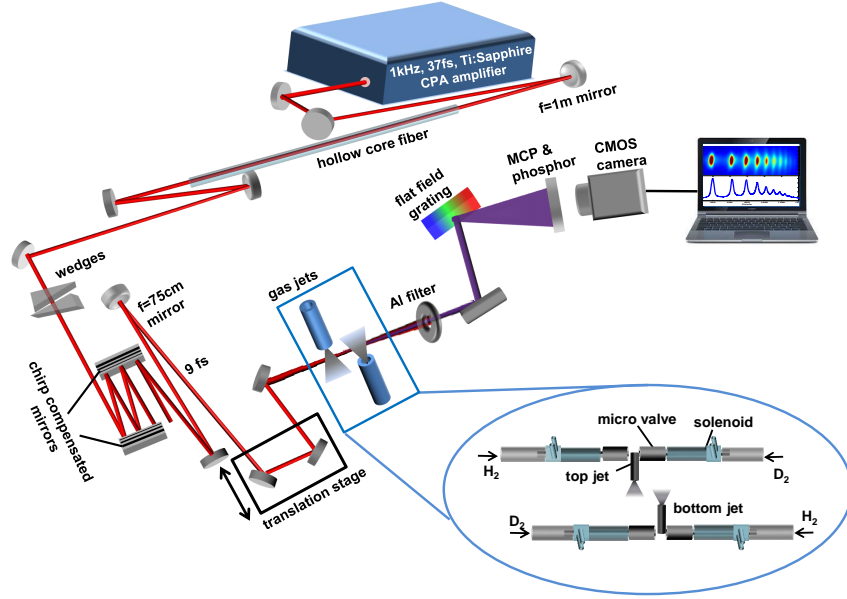 1kHz, 37fs, Ti:Sapphire
CPA amplifier
f=1m mirror
hollow core fiber
MCP &
phosphor
CMOS
camera
flat field
grating
wedges
f=75cm
mirror
gas jets
Al filter
9 fs
chirp compensated
mirrors
translation stage
micro valve
solenoid
H2
top jet
D2
bottom jet
D2
H2